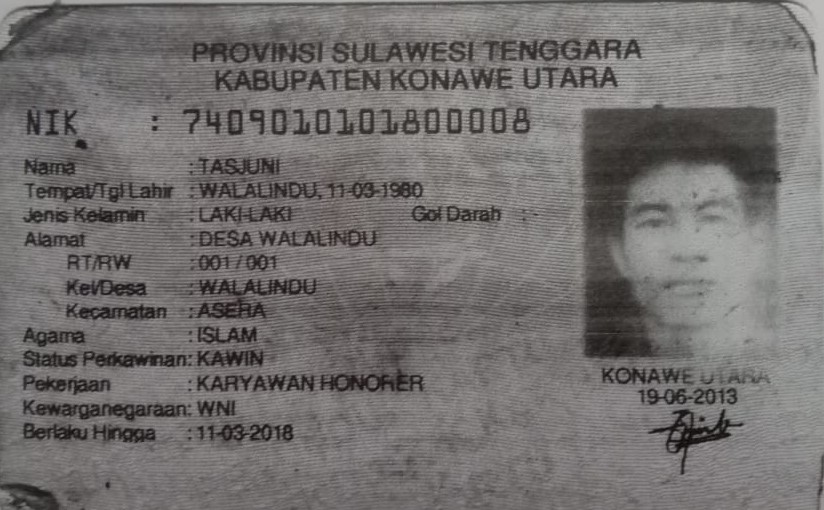 PROVINSI SULAWESI TENGGARA
KABUPATEN KONAWE UTARA
NIK : 7409010101800008
Nama : TASJUNI
Tempat/Tgl Lahir : WALALINDU, 11-03-1980
Jenis Kelamin : LAKI-LAKI Gol Darah : -
Alamat : DESA WALALINDU
RT/RW : 001 / 001
Kel/Desa : WALALINDU
Kecamatan : ASERA
Agama : ISLAM
Status Perkawinan: KAWIN
Pekerjaan : KARYAWAN HONORER
Kewarganegaraan: WNI
Berlaku Hingga : 11-03-2018
KONAWE UTARA
19-06-2013